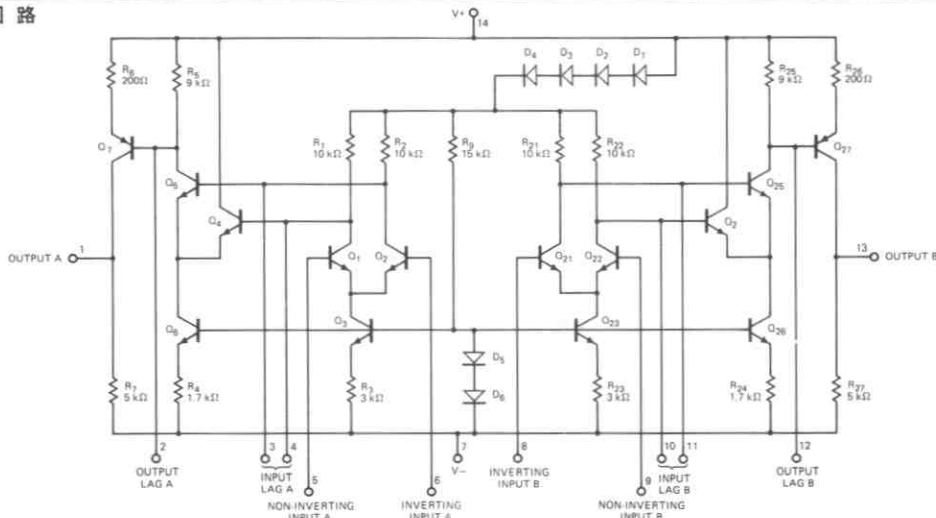 路
V+
14
D4
D3
D2
D1
R6
200Ω
R5
9 kΩ
R25
9 kΩ
R26
200Ω
R1
10 kΩ
R2
10 kΩ
R9
15 kΩ
R21
10 kΩ
R22
10 kΩ
Q7
Q27
Q5
Q25
Q4
Q2
Q1
Q2
Q21
Q22
1
OUTPUT A
13
OUTPUT B
Q6
Q3
Q23
Q26
D5
D6
R7
5 kΩ
R4
1.7 kΩ
R3
3 kΩ
R23
3 kΩ
R24
1.7 kΩ
R27
5 kΩ
2
OUTPUT
LAG A
3
4
INPUT
LAG A
5
NON-INVERTING
INPUT A
6
INVERTING
INPUT A
7
V−
8
INVERTING
INPUT B
9
NON-INVERTING
INPUT B
10
11
INPUT
LAG B
12
OUTPUT
LAG B